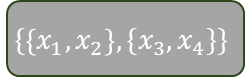 {{x₁, x₂}, {x₃, x₄}}